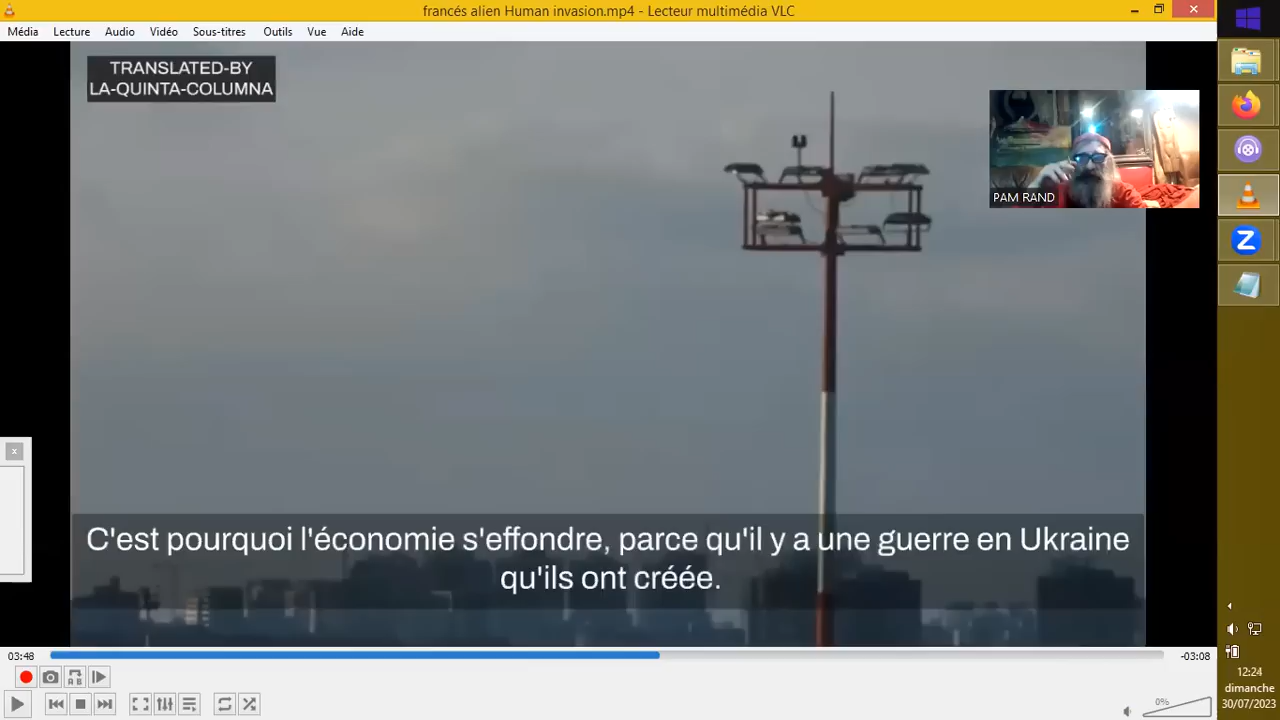 francés alien Human invasion.mp4 - Lecteur multimédia VLC
Média Lecture Audio Vidéo Sous-titres Outils Vue Aide
TRANSLATED-BY
LA-QUINTA-COLUMNA
PAM RAND
C'est pourquoi l'économie s'effondre, parce qu'il y a une guerre en Ukraine
qu'ils ont créée.
03:48 -03:08
0%
12:24
dimanche
30/07/2023